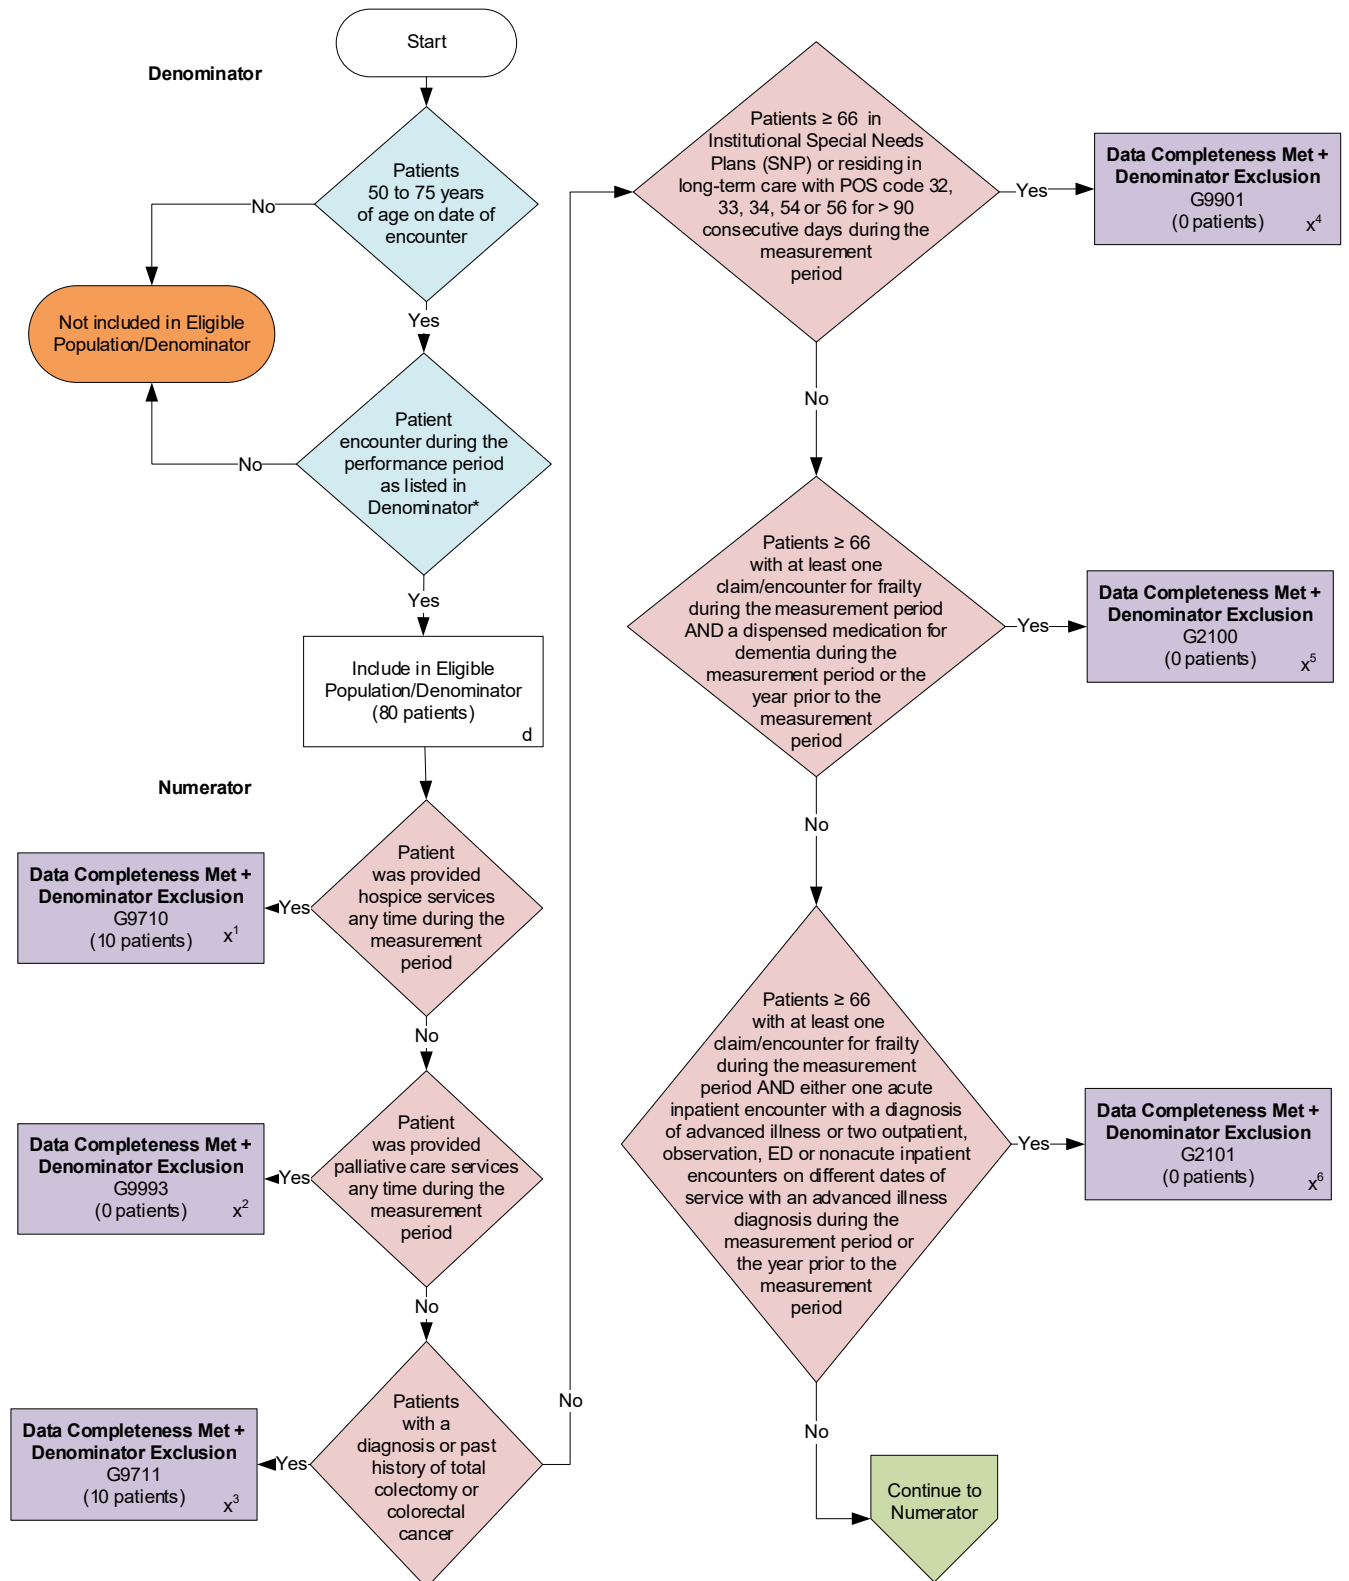 Start
Denominator
Patients
50 to 75 years
of age on date of
encounter
No
Not included in Eligible
Population/Denominator
Yes
Patient
encounter during the
performance period
as listed in
Denominator*
No
Yes
Include in Eligible
Population/Denominator
(80 patients)
d
Numerator
Patient
was provided
hospice services
any time during the
measurement
period
Yes
Data Completeness Met +
Denominator Exclusion
G9710
(10 patients) x1
No
Patient
was provided
palliative care services
any time during the
measurement
period
Yes
Data Completeness Met +
Denominator Exclusion
G9993
(0 patients) x2
No
Patients
with a
diagnosis or past
history of total
colectomy or
colorectal
cancer
Yes
Data Completeness Met +
Denominator Exclusion
G9711
(10 patients) x3
No
Patients ≥ 66 in
Institutional Special Needs
Plans (SNP) or residing in
long-term care with POS code 32,
33, 34, 54 or 56 for > 90
consecutive days during the
measurement
period
Yes
Data Completeness Met +
Denominator Exclusion
G9901
(0 patients) x4
No
Patients ≥ 66
with at least one
claim/encounter for frailty
during the measurement period
AND a dispensed medication for
dementia during the
measurement period or the
year prior to the
measurement
period
Yes
Data Completeness Met +
Denominator Exclusion
G2100
(0 patients) x5
No
Patients ≥ 66
with at least one
claim/encounter for frailty
during the measurement
period AND either one acute
inpatient encounter with a diagnosis
of advanced illness or two outpatient,
observation, ED or nonacute inpatient
encounters on different dates of
service with an advanced illness
diagnosis during the
measurement period or
the year prior to the
measurement
period
Yes
Data Completeness Met +
Denominator Exclusion
G2101
(0 patients) x6
No
Continue to
Numerator